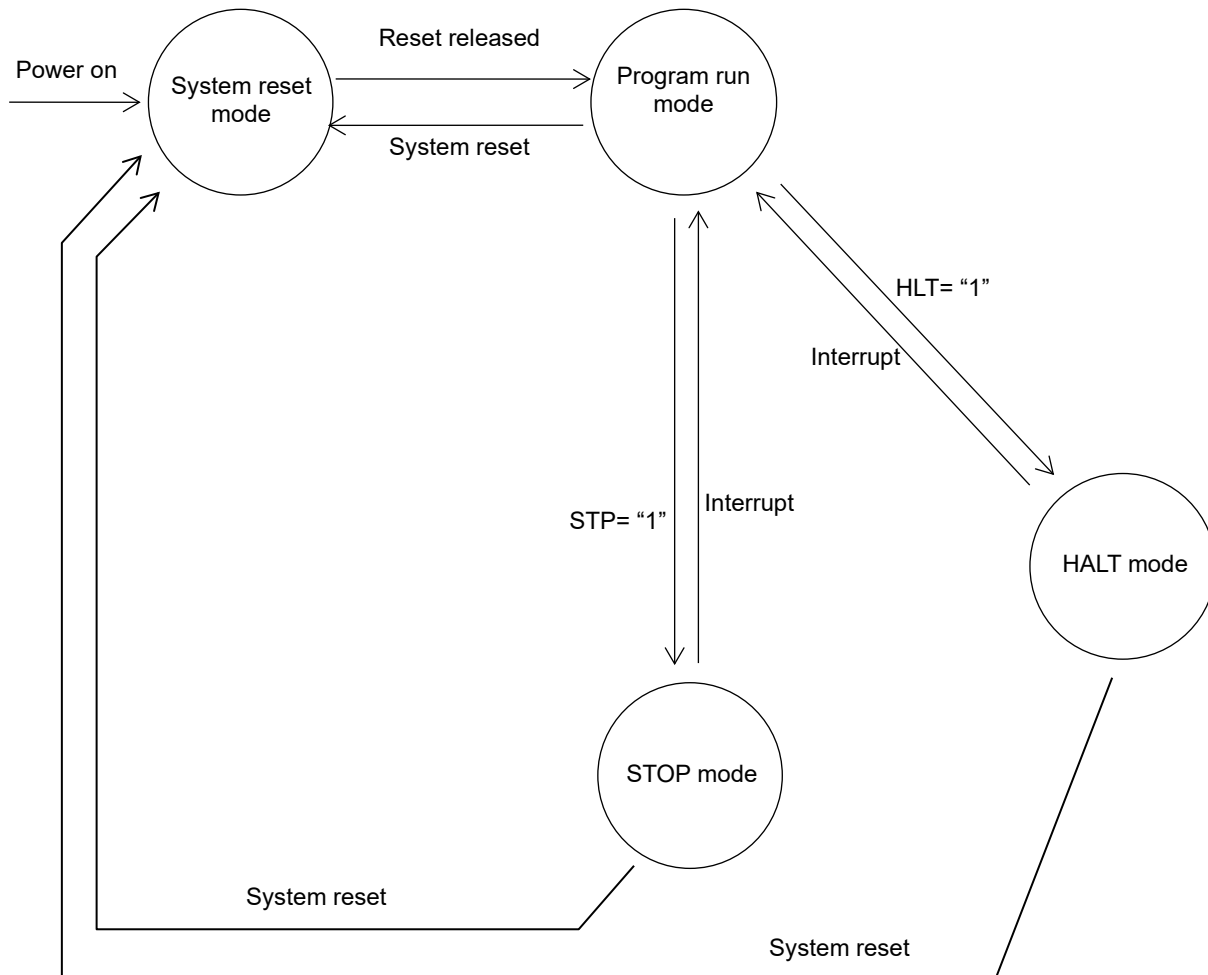 Reset released
Power on
System reset
mode
Program run
mode
System reset
HLT= “1”
Interrupt
STP= “1”
Interrupt
HALT mode
STOP mode
System reset
System reset